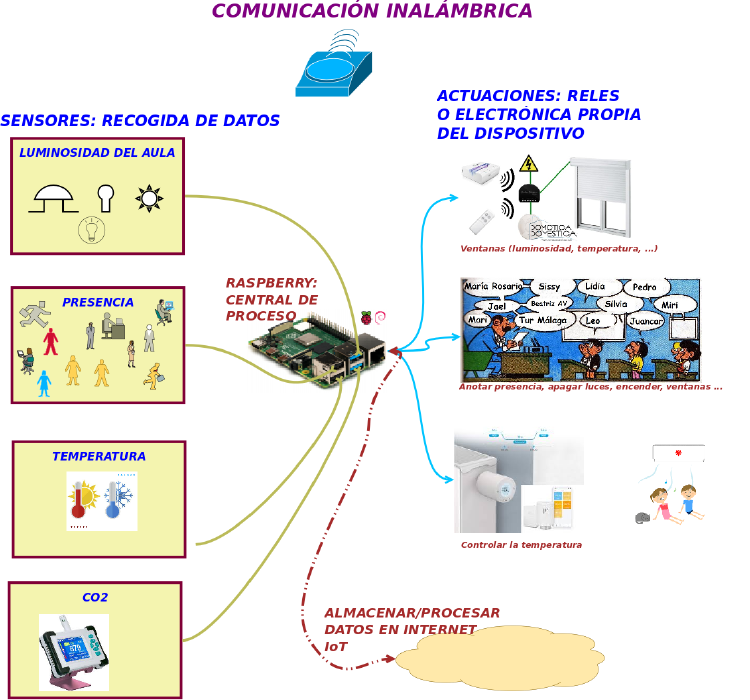 COMUNICACIÓN INALÁMBRICA
SENSORES: RECOGIDA DE DATOS
LUMINOSIDAD DEL AULA
PRESENCIA
TEMPERATURA
CO2
RASPBERRY:
CENTRAL DE
PROCESO
ACTUACIONES: RELES
O ELECTRÓNICA PROPIA
DEL DISPOSITIVO
DOMOTICA
DOMESTICA
Ventanas (luminosidad, temperatura, ...)
María Rosario
Sissy
Lidia
Pedro
Jael
Beatriz AV
Silvia
Miri
Mari
Tur Málaga
Leo
Juancar
Anotar presencia, apagar luces, encender, ventanas ...
Controlar la temperatura
ALMACENAR/PROCESAR
DATOS EN INTERNET
IoT